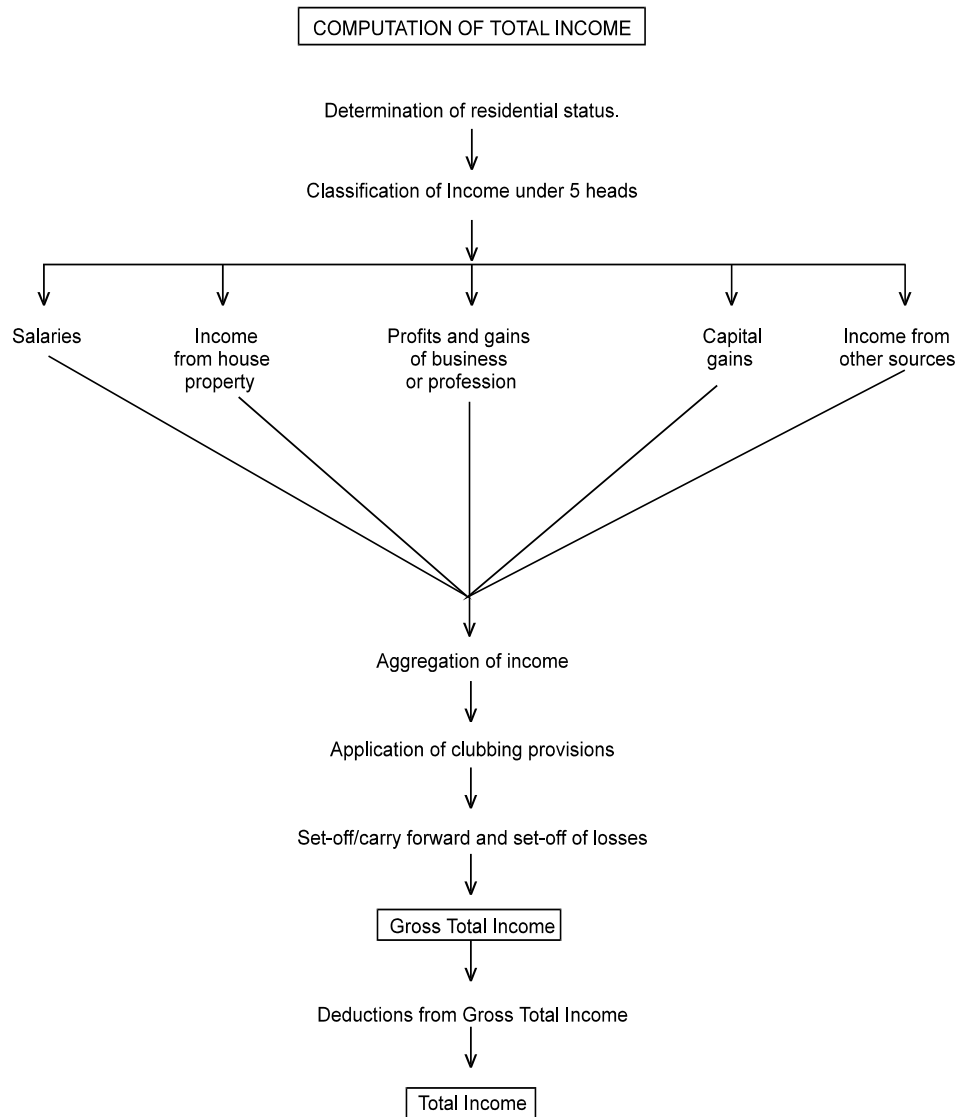 COMPUTATION OF TOTAL INCOME
Determination of residential status.
Classification of Income under 5 heads
Salaries
Income
from house
property
Profits and gains
of business
or profession
Capital
gains
Income from
other sources
Aggregation of income
Application of clubbing provisions
Set-off/carry forward and set-off of losses
Gross Total Income
Deductions from Gross Total Income
Total Income